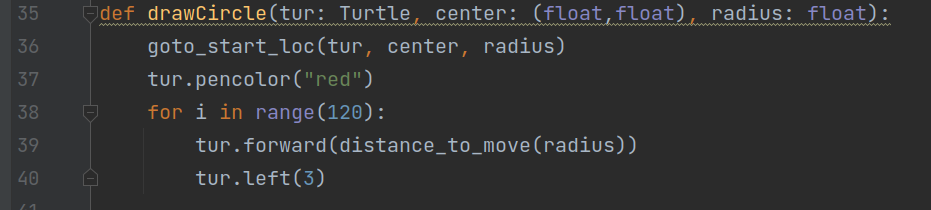 35 def drawCircle(tur: Turtle, center: (float,float), radius: float):
36     goto_start_loc(tur, center, radius)
37     tur.pencolor("red")
38     for i in range(120):
39         tur.forward(distance_to_move(radius))
40         tur.left(3)
41